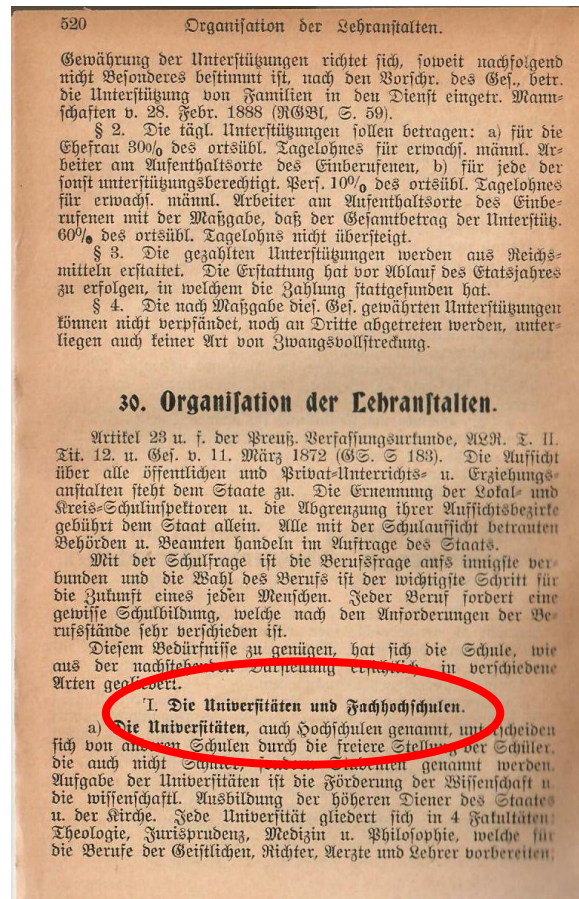 520 Organisation der Lehranstalten.
Gewährung der Unterstützungen richtet sich, soweit nachfolgend
nicht Besonderes bestimmt ist, nach den Vorschr. des Ges., betr.
die Unterstützung von Familien in den Dienst eingetr. Mann-
schaften v. 28. Febr. 1888 (RGBl, S. 59).
§ 2. Die tägl. Unterstützungen sollen betragen: a) für die
Ehefrau 30% des ortsübl. Tagelohnes für erwachs. männl. Ar-
beiter am Aufenthaltsorte des Einberufenen, b) für jede der
sonst unterstützungsberechtigt. Pers. 10% des ortsübl. Tagelohnes
für erwachs. männl. Arbeiter am Aufenthaltsorte des Einbe-
rufenen mit der Maßgabe, daß der Gesamtbetrag der Unterstütz.
60% des ortsübl. Tagelohns nicht übersteigt.
§ 3. Die gezahlten Unterstützungen werden aus Reichs-
mitteln erstattet. Die Erstattung hat vor Ablauf des Etatsjahres
zu erfolgen, in welchem die Zahlung stattgefunden hat.
§ 4. Die nach Maßgabe dies. Ges. gewährten Unterstützungen
können nicht verpfändet, noch an Dritte abgetreten werden, unter-
liegen auch keiner Art von Zwangsvollstreckung.
30. Organisation der Lehranstalten.
Artikel 23 u. f. der Preuß. Verfassungsurkunde, ALR. T. II.
Tit. 12. u. Ges. v. 11. März 1872 (GS. S 183). Die Aufsicht
über alle öffentlichen und Privat-Unterrichts- u. Erziehungs-
anstalten steht dem Staate zu. Die Ernennung der Lokal- und
Kreis-Schulinspektoren u. die Abgrenzung ihrer Aufsichtsbezirke
gebührt dem Staat allein. Alle mit der Schulaufsicht betrauten
Behörden u. Beamten handeln im Auftrage des Staats.
Mit der Schulfrage ist die Berufsfrage aufs innigste ver-
bunden und die Wahl des Berufs ist der wichtigste Schritt für
die Zukunft eines jeden Menschen. Jeder Beruf fordert eine
gewisse Schulbildung, welche nach den Anforderungen der Be-
rufsstände sehr verschieden ist.
Diesem Bedürfnisse zu genügen, hat sich die Schule, wie
aus der nachstehenden Darstellung ersichtlich, in verschiedene
Arten gegliedert.
I. Die Universitäten und Fachhochschulen.
a) Die Universitäten, auch Hochschulen genannt, unterscheiden
sich von anderen Schulen durch die freiere Stellung der Schüler,
die auch nicht Schüler, sondern Studenten genannt werden.
Aufgabe der Universitäten ist die Förderung der Wissenschaft u.
die wissenschaftl. Ausbildung der höheren Diener des Staates
u. der Kirche. Jede Universität gliedert sich in 4 Fakultäten:
Theologie, Jurisprudenz, Medizin u. Philosophie, welche für
die Berufe der Geistlichen, Richter, Aerzte und Lehrer vorbereiten;